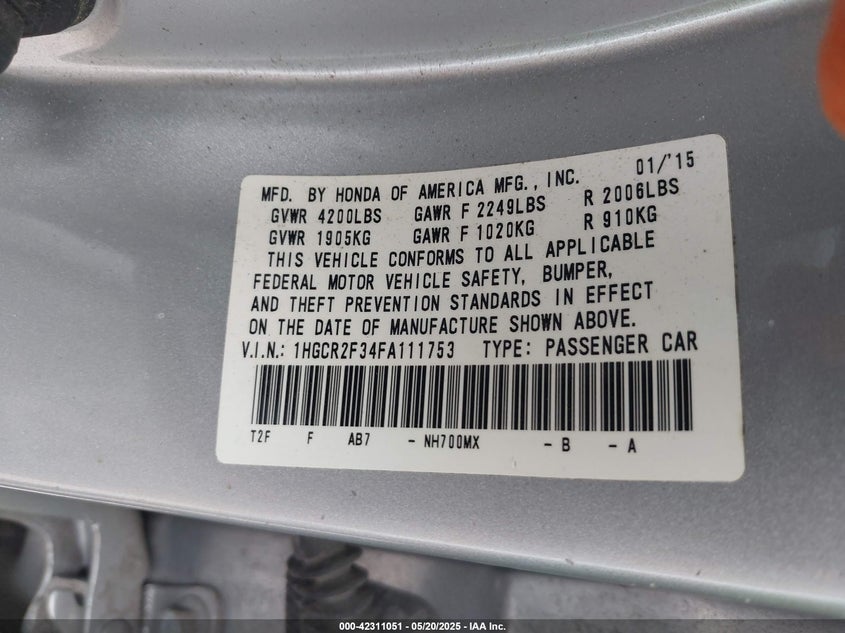 MFD. BY HONDA OF AMERICA MFG., INC. 01/'15
GVWR 4200LBS GAWR F 2249LBS R 2006LBS
GVWR 1905KG GAWR F 1020KG R 910KG
THIS VEHICLE CONFORMS TO ALL APPLICABLE
FEDERAL MOTOR VEHICLE SAFETY, BUMPER,
AND THEFT PREVENTION STANDARDS IN EFFECT
ON THE DATE OF MANUFACTURE SHOWN ABOVE.
V.I.N.: 1HGCR2F34FA111753 TYPE: PASSENGER CAR
T2F F AB7 - NH700MX - B - A
000-42311051 — 05/20/2025 - IAA Inc.